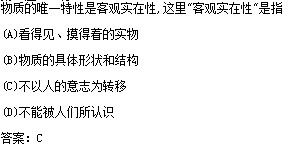 物质的唯一特性是客观实在性,这里“客观实在性”是指
(A)看得见、摸得着的实物
(B)物质的具体形状和结构
(C)不以人的意志为转移
(D)不能被人们所认识
答案：C